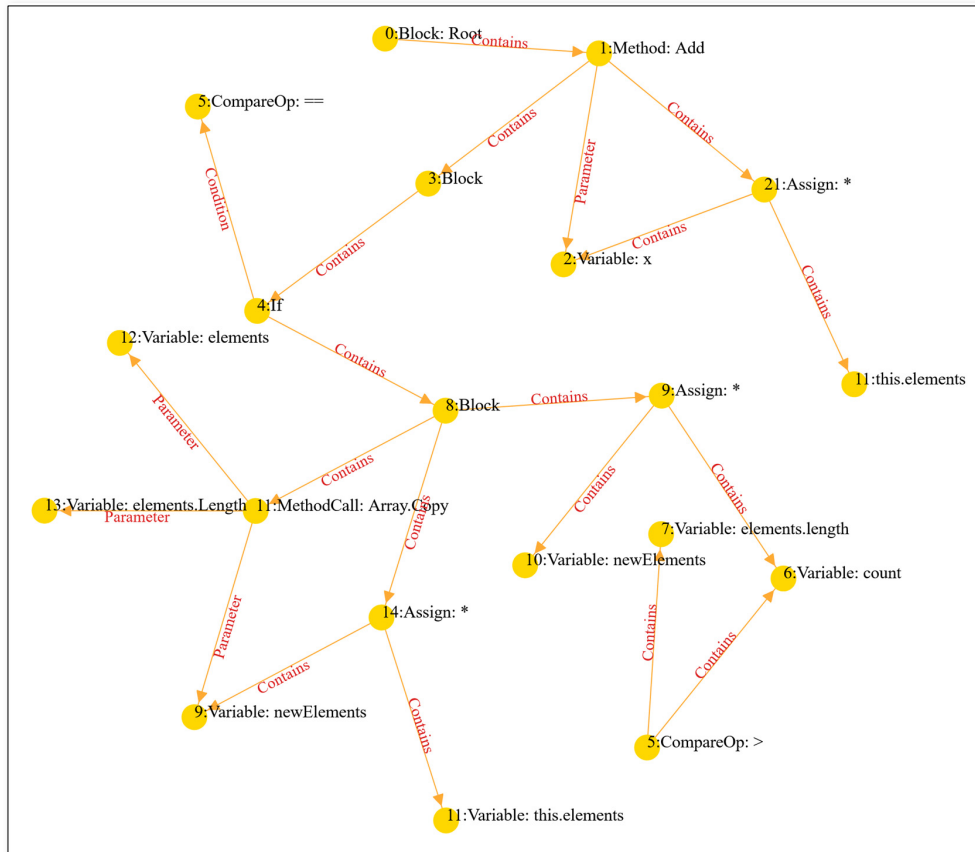 0:Block: Root
Contains
1:Method: Add
5:CompareOp: ==
Contains
Contains
Condition
Parameter
3:Block
21:Assign: *
Contains
Contains
2:Variable: x
Contains
4:If
12:Variable: elements
Contains
11:this.elements
8:Block
Contains
9:Assign: *
Parameter
Contains
Contains
Contains
Contains
13:Variable: elements.Length
11:MethodCall: Array.Copy
Parameter
7:Variable: elements.length
10:Variable: newElements
6:Variable: count
14:Assign: *
Parameter
Contains
Contains
Contains
9:Variable: newElements
Contains
5:CompareOp: >
11:Variable: this.elements